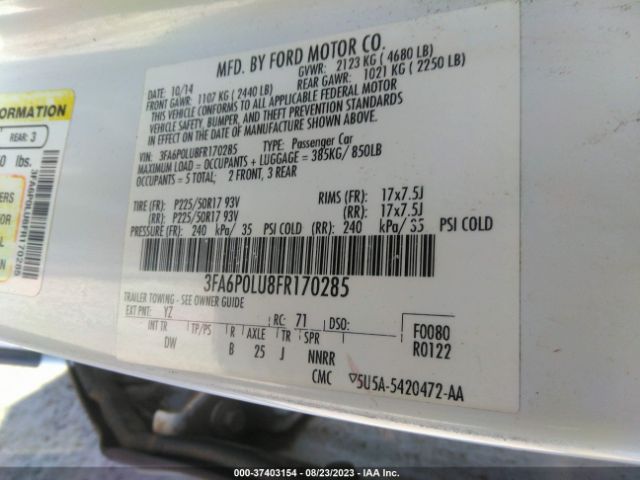 MFD. BY FORD MOTOR CO.
DATE: 10/14 GVWR: 2123 KG ( 4680 LB)
FRONT GAWR: 1107 KG ( 2440 LB) REAR GAWR: 1021 KG ( 2250 LB)
THIS VEHICLE CONFORMS TO ALL APPLICABLE FEDERAL MOTOR
VEHICLE SAFETY, BUMPER, AND THEFT PREVENTION STANDARDS
IN EFFECT ON THE DATE OF MANUFACTURE SHOWN ABOVE.
VIN: 3FA6P0LU8FR170285 TYPE: Passenger Car
MAXIMUM LOAD = OCCUPANTS + LUGGAGE = 385KG/ 850LB
OCCUPANTS = 5 TOTAL; 2 FRONT, 3 REAR
TIRE (FR): P225/50R17 93V RIMS (FR): 17x7.5J
(RR): P225/50R17 93V (RR): 17x7.5J
PRESSURE (FR): 240 kPa/ 35 PSI COLD (RR): 240 kPa/ 35 PSI COLD
3FA6P0LU8FR170285
TRAILER TOWING - SEE OWNER GUIDE
EXT PNT: YZ RC: 71 DSO: F0080
INT TR TP/PS R AXLE TR SPR R0122
DW B 25 J NNRR
CMC ▽5U5A-5420472-AA
FORMATION
REAR: 3
0 lbs.
3FA6P0LU8FR170285
000-37403154 - 08/23/2023 - IAA Inc.